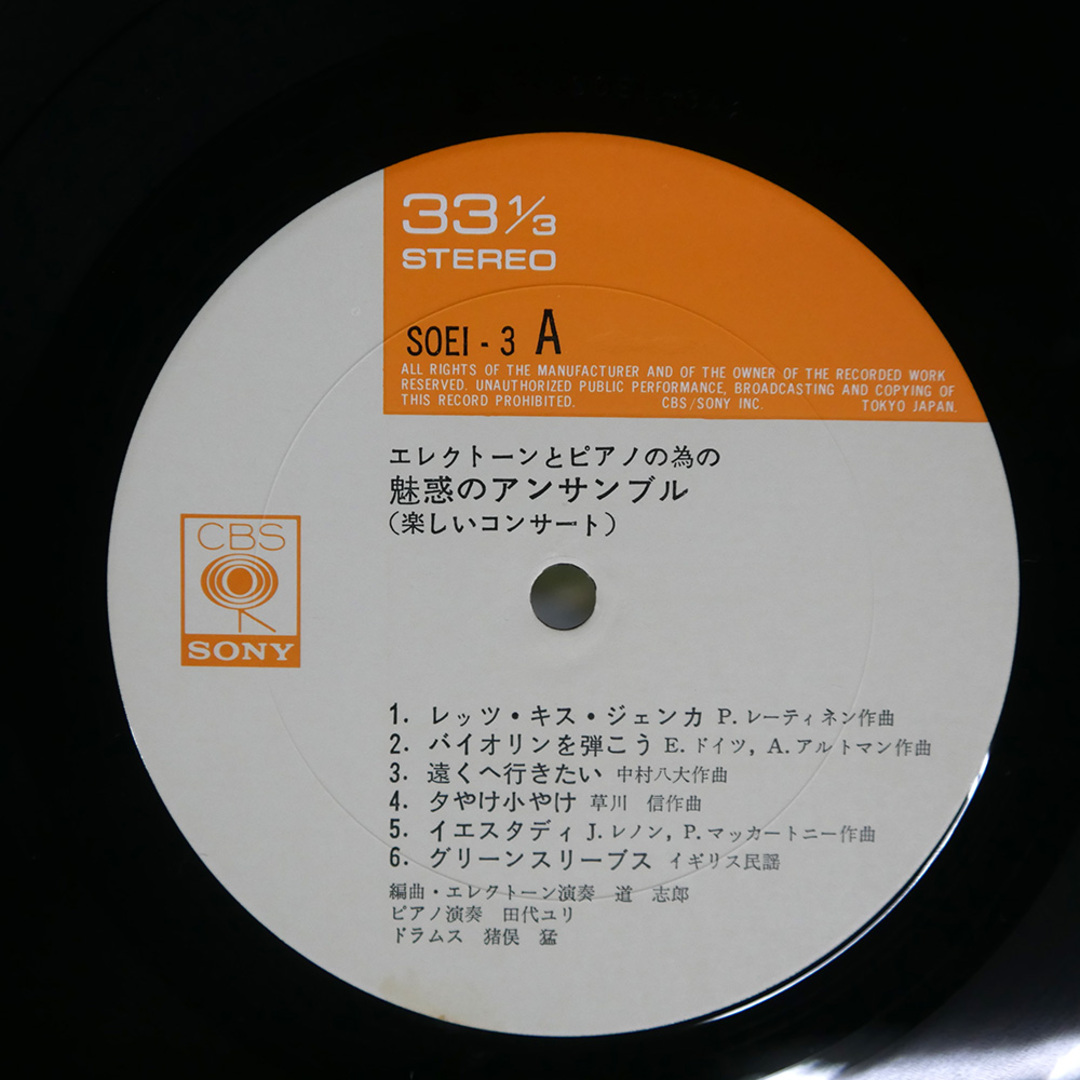 33 1/3
STEREO
SOEI - 3 A
ALL RIGHTS OF THE MANUFACTURER AND OF THE OWNER OF THE RECORDED WORK
RESERVED. UNAUTHORIZED PUBLIC PERFORMANCE, BROADCASTING AND COPYING OF
THIS RECORD PROHIBITED. CBS/SONY INC. TOKYO JAPAN.
エレクトーンとピアノの為の
魅惑のアンサンブル
(楽しいコンサート)
CBS
SONY
1. レッツ・キス・ジェンカ P. レーティネン作曲
2. バイオリンを弾こう E. ドイツ, A. アルトマン作曲
3. 遠くへ行きたい 中村八大作曲
4. 夕やけ小やけ 草川 信作曲
5. イエスタディ J. レノン, P. マッカートニー作曲
6. グリーンスリーブス イギリス民謡
編曲・エレクトーン演奏 道 志郎
ピアノ演奏 田代ユリ
ドラムス 猪俣 猛